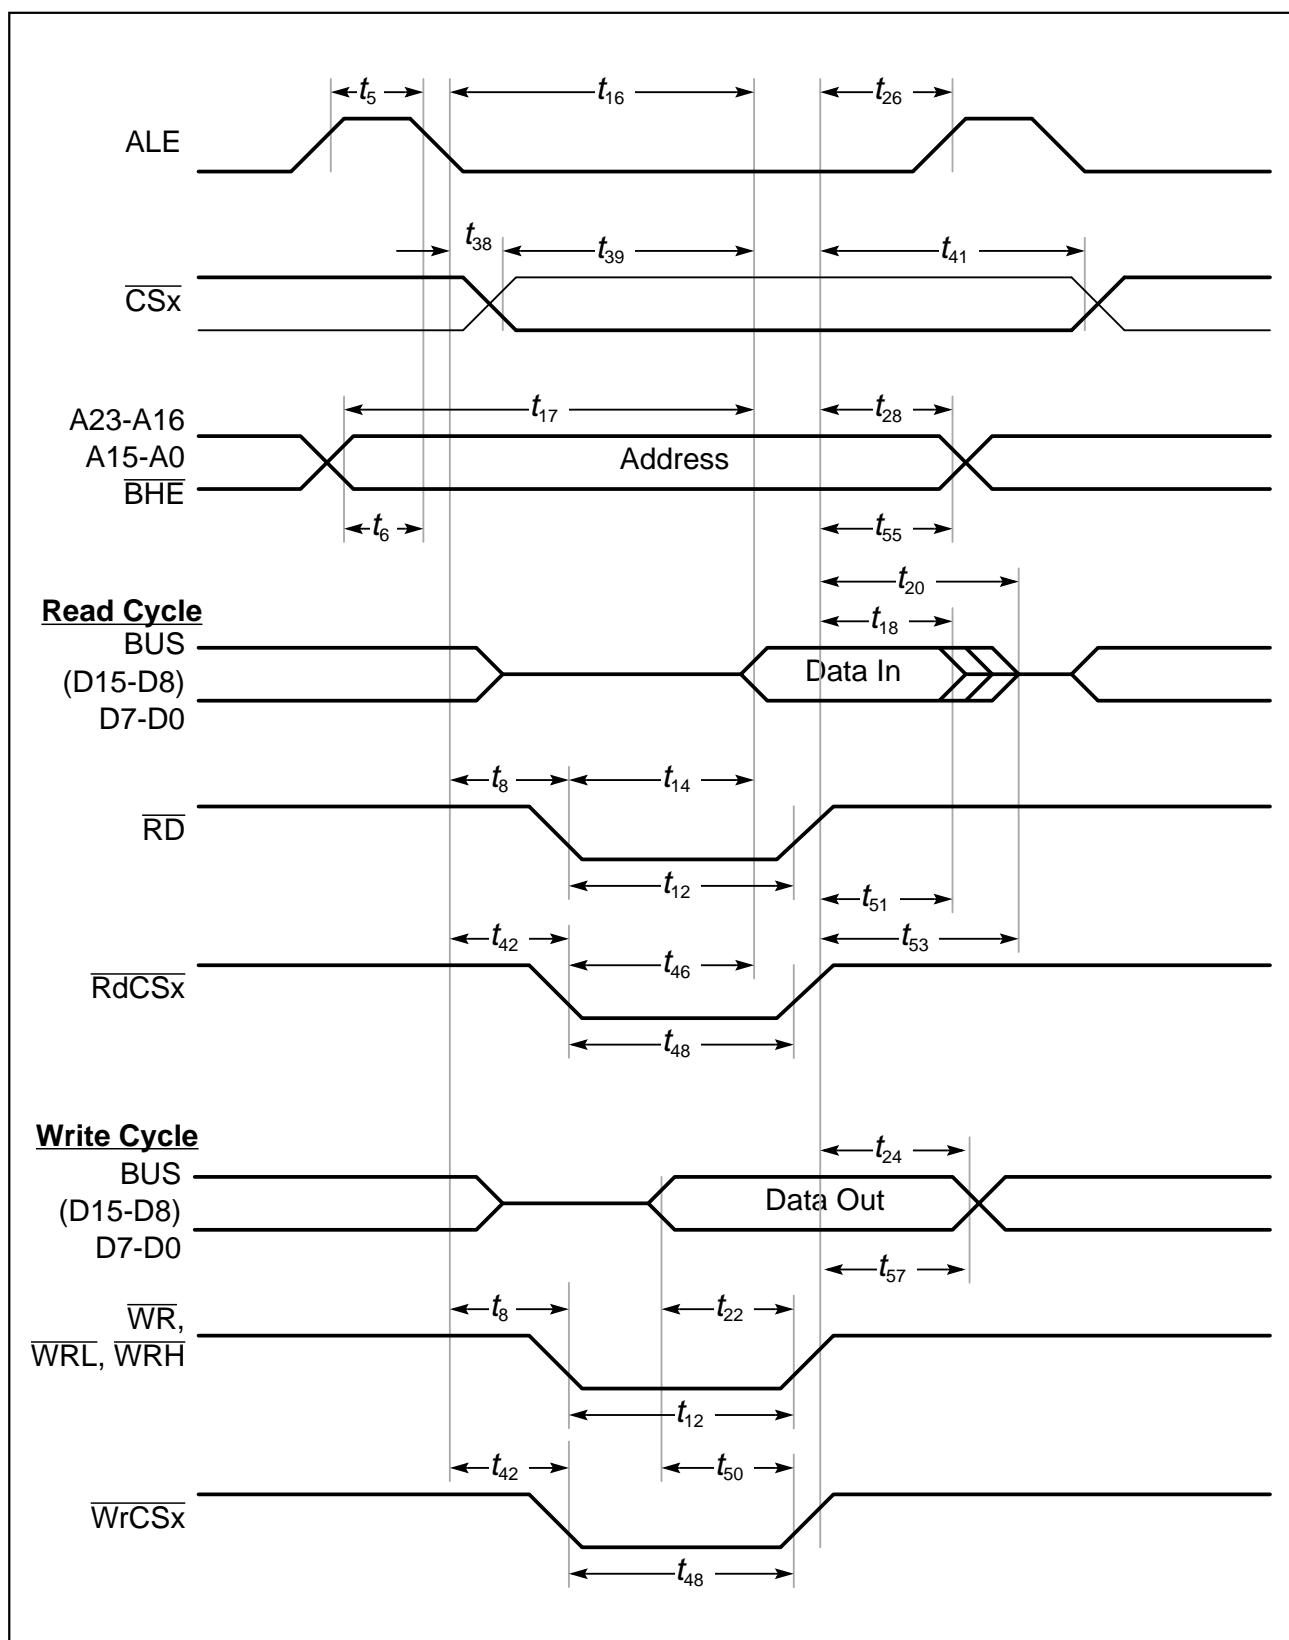 t5 t16 t26
ALE
t38 t39 t41
CSx
t17 t28
A23-A16
A15-A0
BHE
Address
t6 t55
t20
Read Cycle
t18
BUS
(D15-D8)
D7-D0
Data In
t8 t14
RD
t12 t51
t42 t53
t46
RdCSx
t48
Write Cycle
t24
BUS
(D15-D8)
D7-D0
Data Out
t57
t8 t22
WR,
WRL, WRH
t12
t42 t50
WrCSx
t48